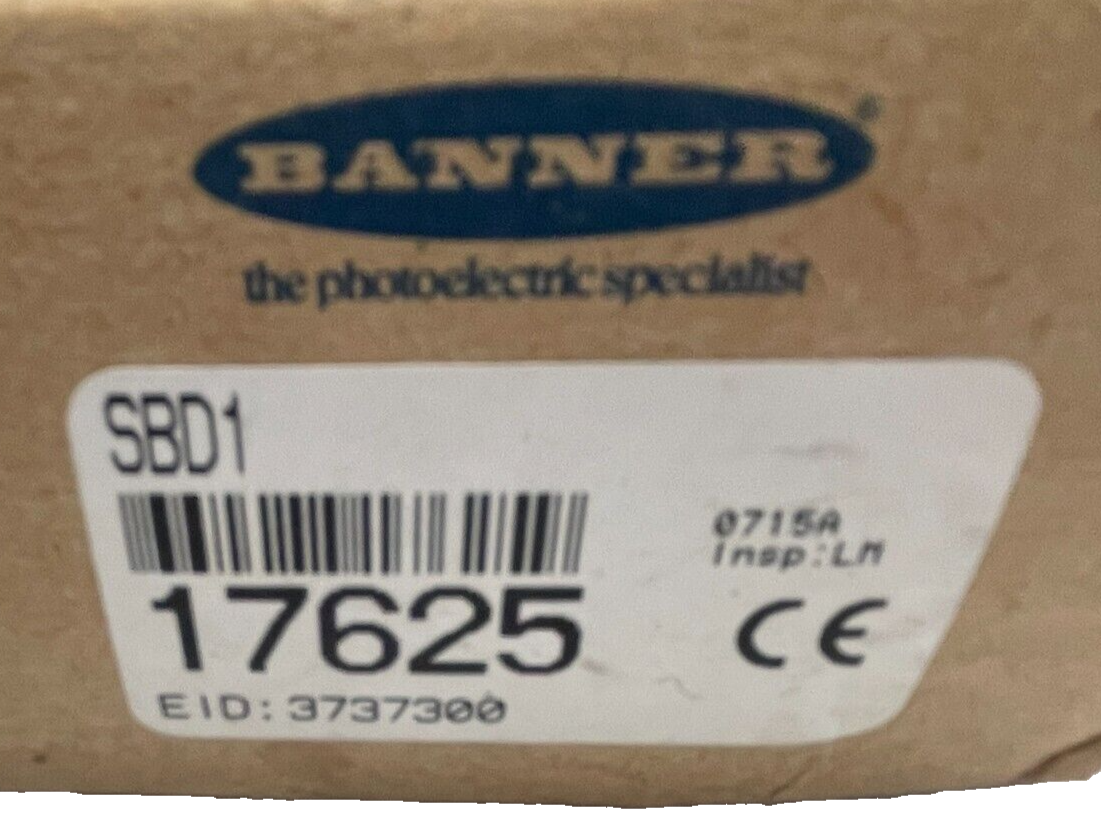 BANNER®
the photoelectric specialist
SBD1
0715A
Insp:LM
17625
CE
EID:3737300